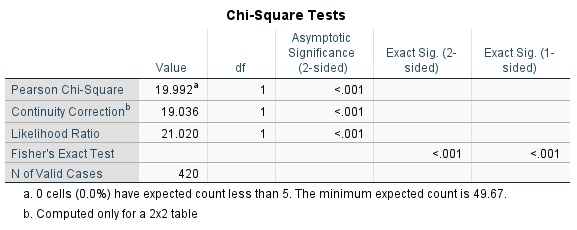 Chi-Square Tests
Value df Asymptotic Significance (2-sided) Exact Sig. (2-sided) Exact Sig. (1-sided)
Pearson Chi-Square 19.992a 1 <.001
Continuity Correctionb 19.036 1 <.001
Likelihood Ratio 21.020 1 <.001
Fisher's Exact Test <.001 <.001
N of Valid Cases 420
a. 0 cells (0.0%) have expected count less than 5. The minimum expected count is 49.67.
b. Computed only for a 2x2 table